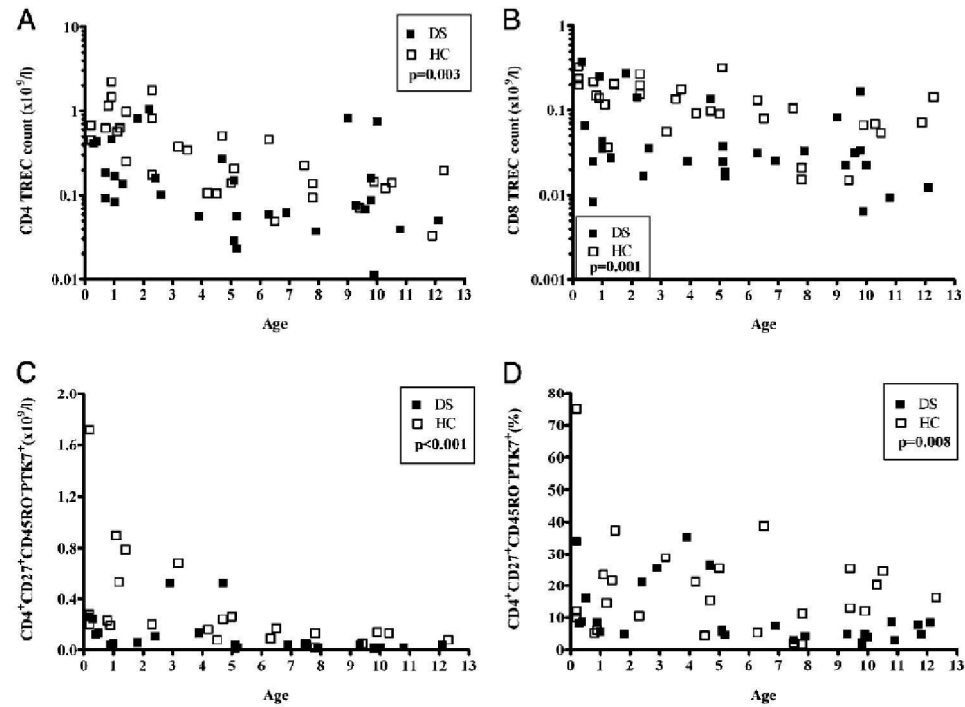 A
CD4 TREC count (x10⁹/l)
10
1
0.1
0.01
0 1 2 3 4 5 6 7 8 9 10 11 12 13
Age
DS
HC
p=0.003
B
CD8 TREC count (x10⁹/l)
1
0.1
0.01
0.001
0 1 2 3 4 5 6 7 8 9 10 11 12 13
Age
DS
HC
p=0.001
C
CD4⁺CD27⁺CD45RO⁻PTK7⁺(x10⁹/l)
2.0
1.6
1.2
0.8
0.4
0.0
0 1 2 3 4 5 6 7 8 9 10 11 12 13
Age
DS
HC
p<0.001
D
CD4⁺CD27⁺CD45RO⁻PTK7⁺(%)
80
70
60
50
40
30
20
10
0
0 1 2 3 4 5 6 7 8 9 10 11 12 13
Age
DS
HC
p=0.008